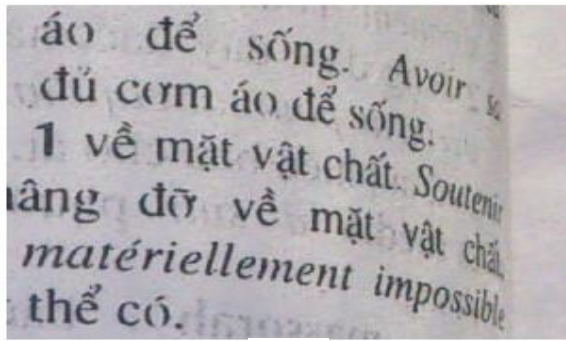 áo để sống. Avoir
đủ cơm áo để sống.
1 về mặt vật chất. Soutenir
nâng đỡ về mặt vật chất.
matériellement impossible
thể có.